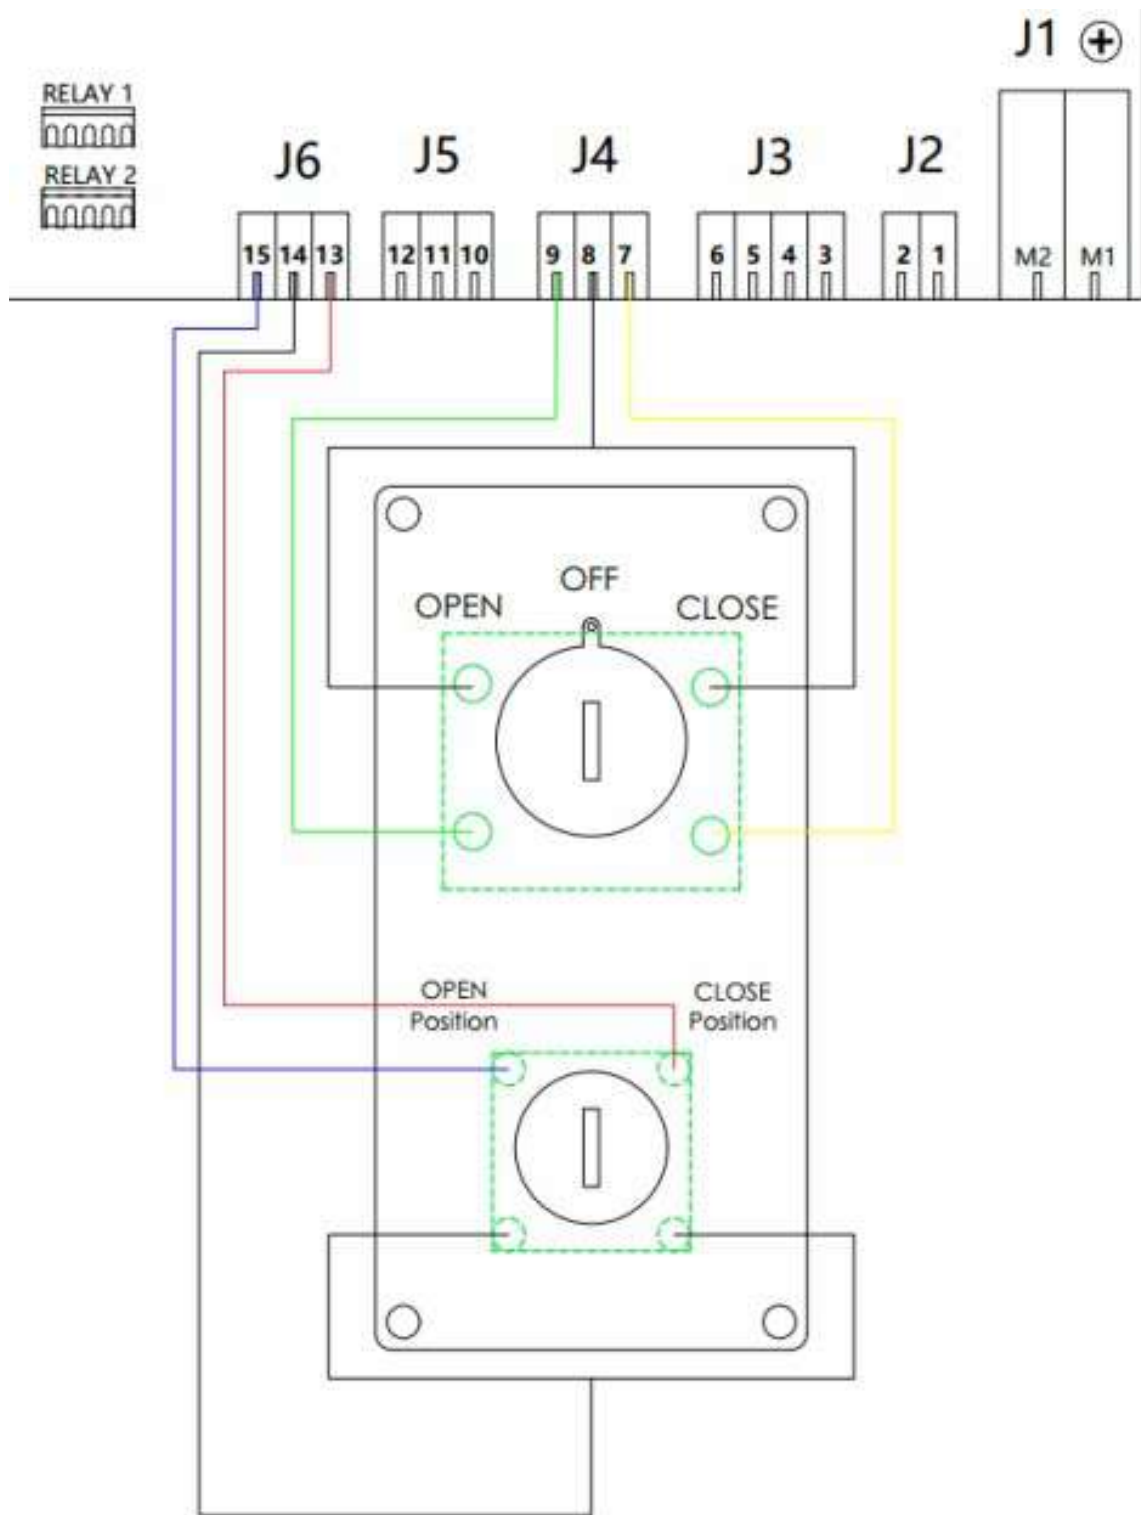 J1
RELAY 1
RELAY 2
J6
J5
J4
J3
J2
15 14 13
12 11 10
9 8 7
6 5 4 3
2 1
M2 M1
OFF
OPEN
CLOSE
OPEN
Position
CLOSE
Position